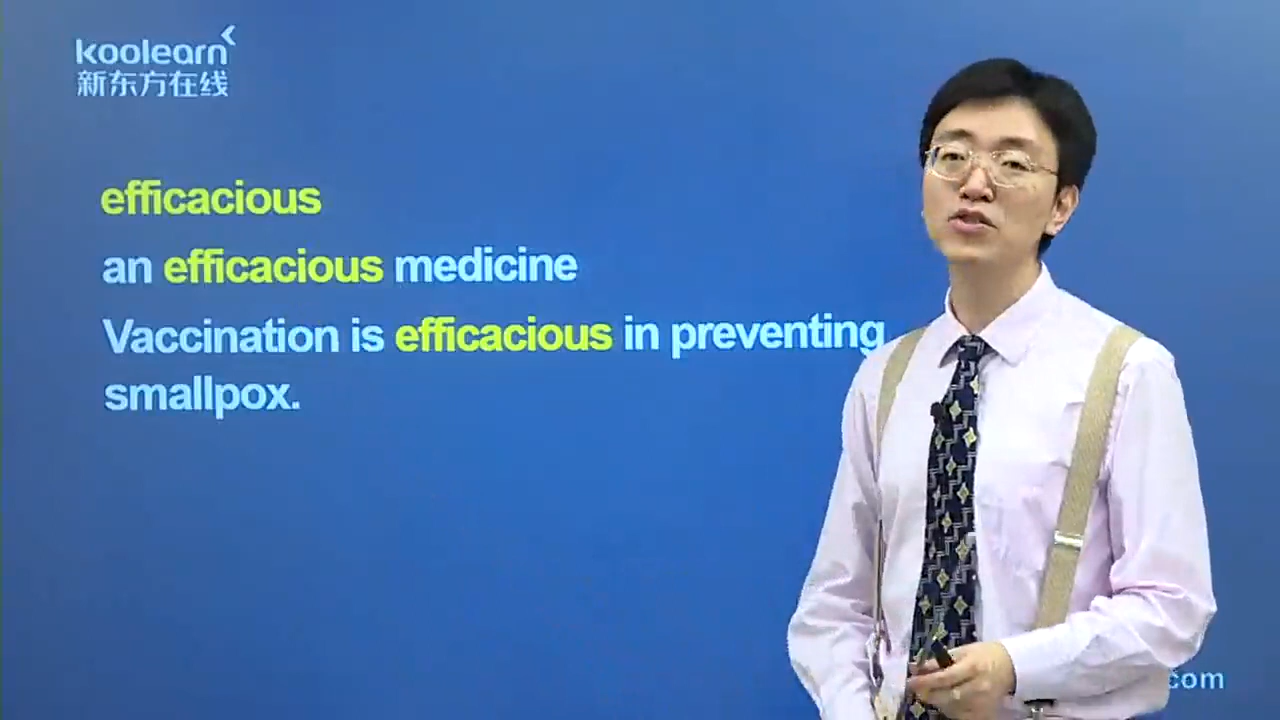 koolearn
新东方在线
efficacious
an efficacious medicine
Vaccination is efficacious in preventing
smallpox.
com